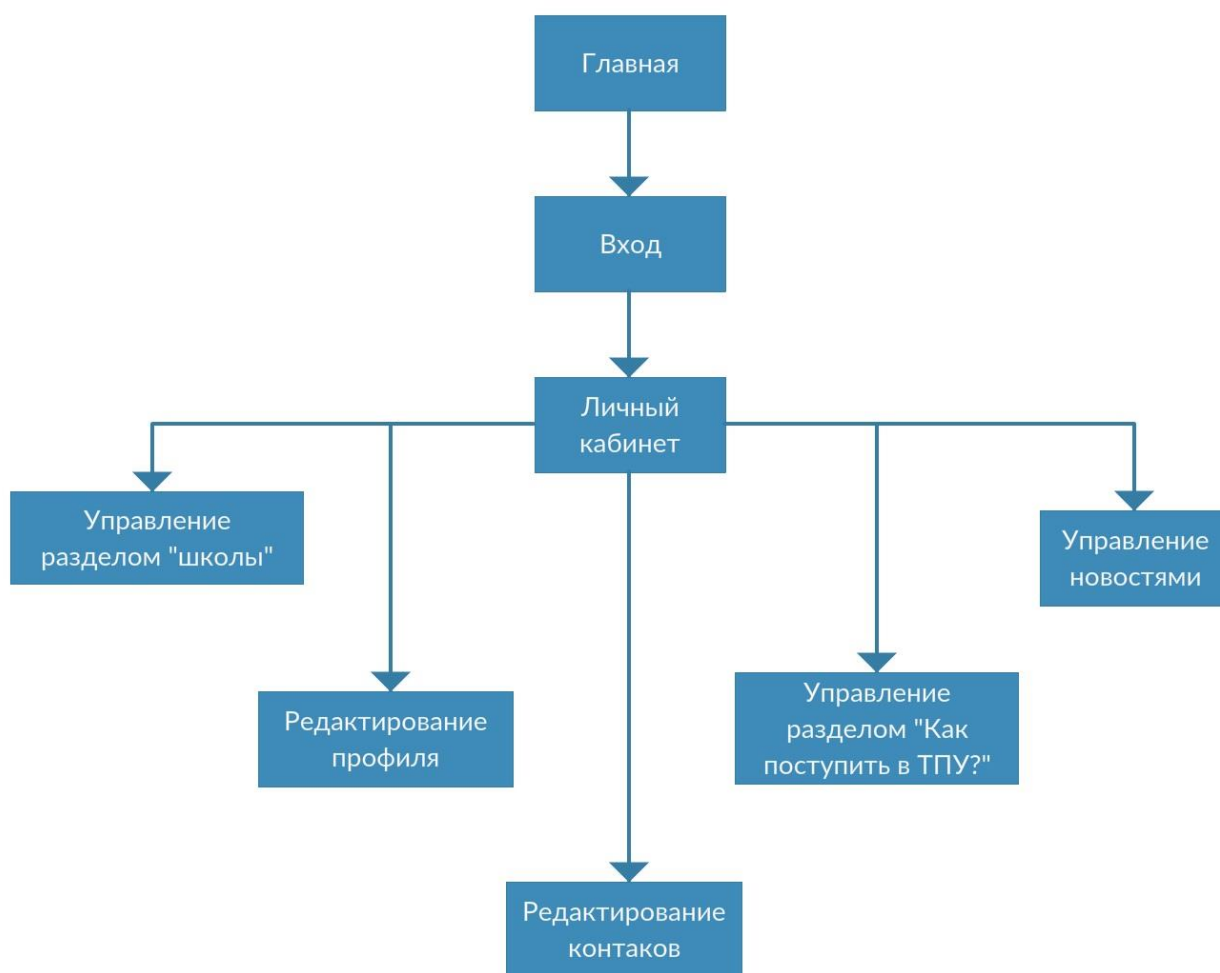 Главная
Вход
Личный
кабинет
Управление
разделом "школы"
Управление
новостями
Редактирование
профиля
Управление
разделом "Как
поступить в ТПУ?"
Редактирование
контаков